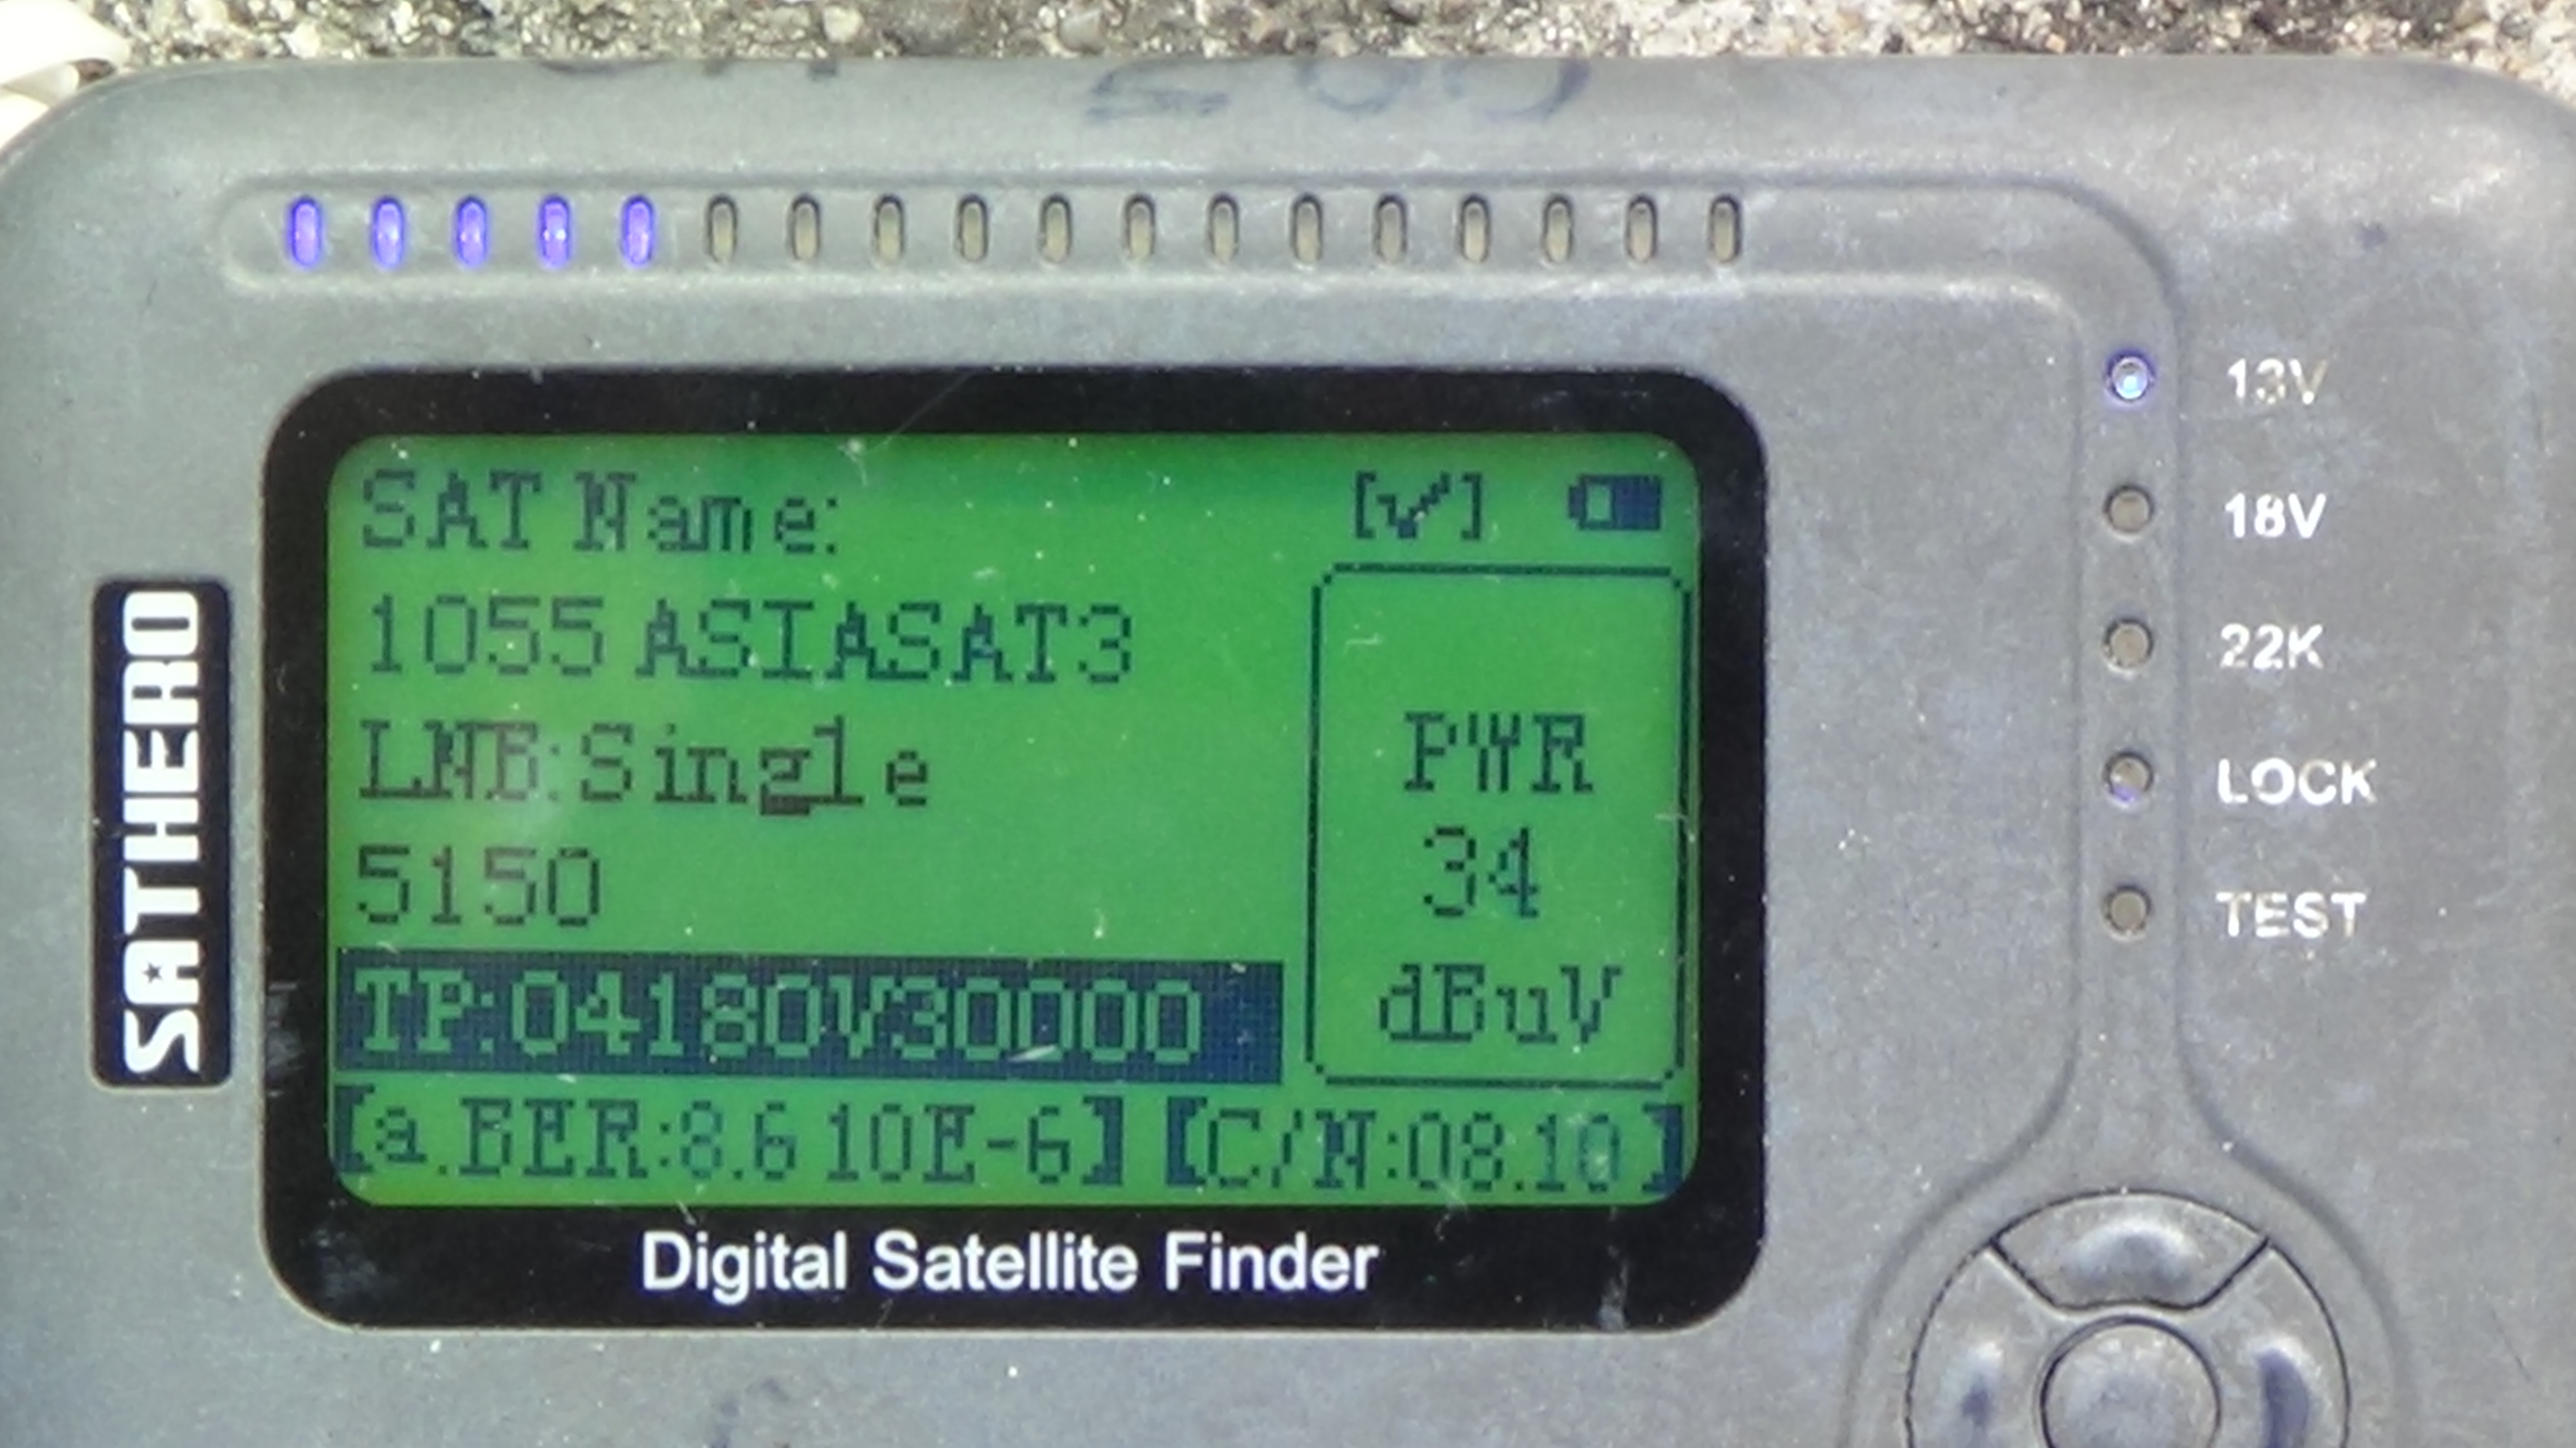 13V
18V
22K
LOCK
TEST
SATHERO
SAT Name: [✓]
1055 ASIASAT3
LNB:Single
5150
TP:04180V30000
PWR
34
dBuV
【a.BER:8.6 10E-6】【C/N:08.10】
Digital Satellite Finder